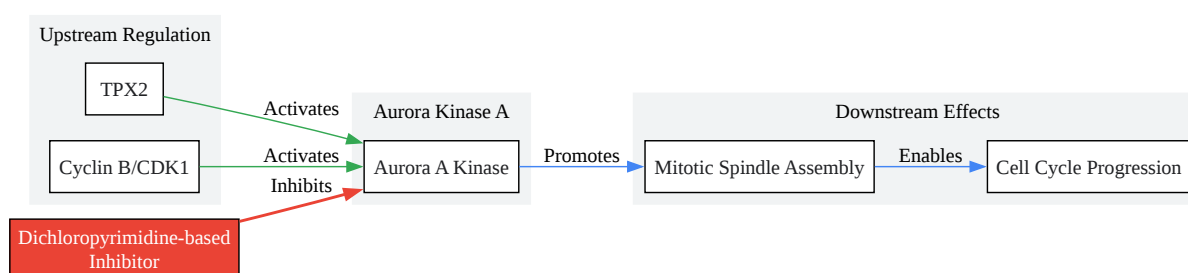 Upstream Regulation
TPX2
Cyclin B/CDK1
Dichloropyrimidine-based
Inhibitor
Activates
Activates
Inhibits
Aurora Kinase A
Aurora A Kinase
Promotes
Downstream Effects
Mitotic Spindle Assembly
Enables
Cell Cycle Progression